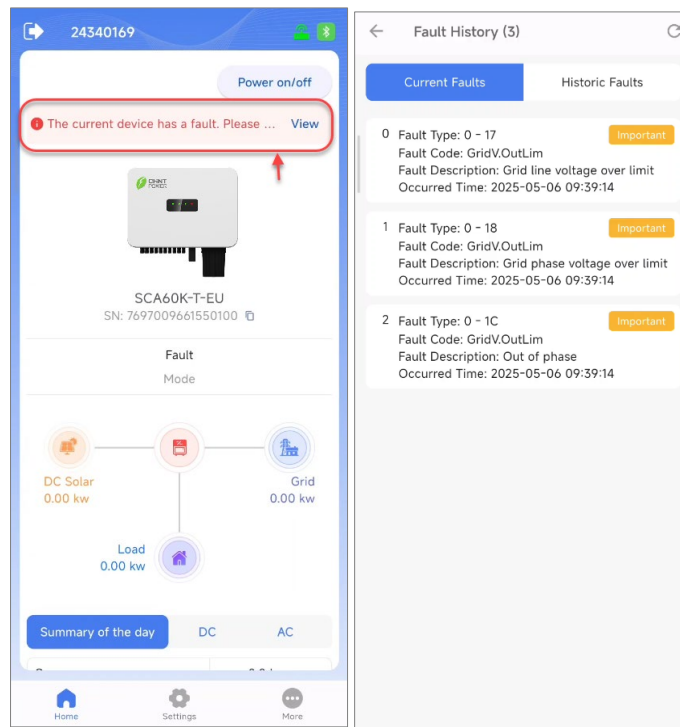 24340169
Power on/off
The current device has a fault. Please ... View
CHINT
POWER
SCA60K-T-EU
SN: 7697009661550100
Fault
Mode
DC Solar
0.00 kw
Grid
0.00 kw
Load
0.00 kw
Summary of the day DC AC
Home Settings More
Fault History (3)
Current Faults Historic Faults
0 Fault Type: 0 - 17 Important
Fault Code: GridV.OutLim
Fault Description: Grid line voltage over limit
Occurred Time: 2025-05-06 09:39:14
1 Fault Type: 0 - 18 Important
Fault Code: GridV.OutLim
Fault Description: Grid phase voltage over limit
Occurred Time: 2025-05-06 09:39:14
2 Fault Type: 0 - 1C Important
Fault Code: GridV.OutLim
Fault Description: Out of phase
Occurred Time: 2025-05-06 09:39:14